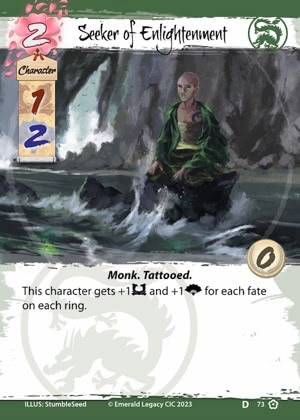 2
Seeker of Enlightenment
Character
1
2
0
Monk. Tattooed.
This character gets +1 and +1 for each fate
on each ring.
ILLUS: StumbleSeed © Emerald Legacy CIC 2023 D 73